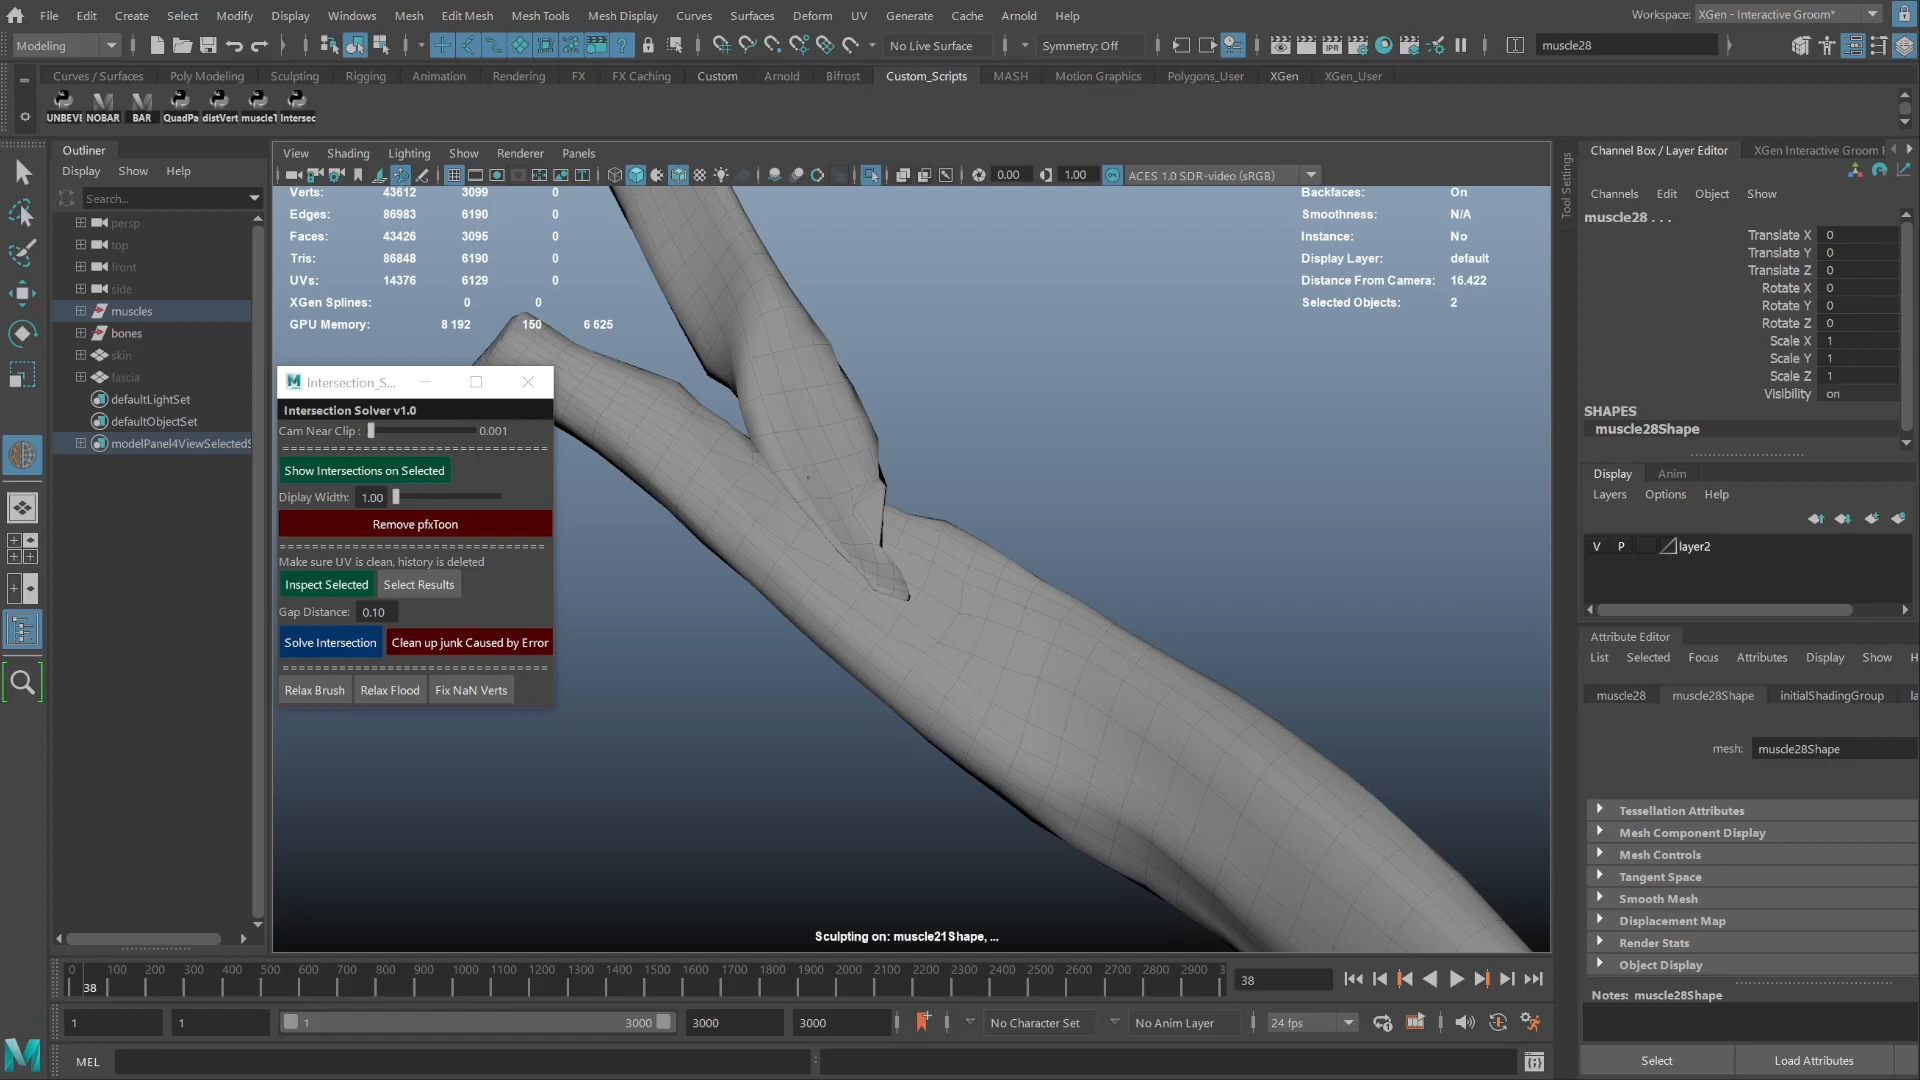 File Edit Create Select Modify Display Windows Mesh Edit Mesh Mesh Tools Mesh Display Curves Surfaces Deform UV Generate Cache Arnold Help
Workspace: XGen - Interactive Groom*
Modeling
No Live Surface
Symmetry: Off
muscle28
Curves / Surfaces Poly Modeling Sculpting Rigging Animation Rendering FX FX Caching Custom Arnold Bifrost Custom_Scripts MASH Motion Graphics Polygons_User XGen XGen_User
UNBEVE NOBAR BAR QuadPa distVert muscleT Intersec
Outliner
Display Show Help
Search...
persp
top
front
side
muscles
bones
skin
fascia
defaultLightSet
defaultObjectSet
modelPanel4ViewSelectedS
View Shading Lighting Show Renderer Panels
0.00
1.00
ACES 1.0 SDR-video (sRGB)
Verts: 43612 3099 0
Edges: 86983 6190 0
Faces: 43426 3095 0
Tris: 86848 6190 0
UVs: 14376 6129 0
XGen Splines: 0 0
GPU Memory: 8 192 150 6 625
Backfaces: On
Smoothness: N/A
Instance: No
Display Layer: default
Distance From Camera: 16.422
Selected Objects: 2
Intersection_S...
Intersection Solver v1.0
Cam Near Clip : 0.001
Show Intersections on Selected
Diplay Width: 1.00
Remove pfxToon
Make sure UV is clean, history is deleted
Inspect Selected Select Results
Gap Distance: 0.10
Solve Intersection Clean up junk Caused by Error
Relax Brush Relax Flood Fix NaN Verts
Sculpting on: muscle21Shape, ...
Tool Settings
Channel Box / Layer Editor XGen Interactive Groom E
Channels Edit Object Show
muscle28 . . .
Translate X 0
Translate Y 0
Translate Z 0
Rotate X 0
Rotate Y 0
Rotate Z 0
Scale X 1
Scale Y 1
Scale Z 1
Visibility on
SHAPES
muscle28Shape
Display Anim
Layers Options Help
V P layer2
Attribute Editor
List Selected Focus Attributes Display Show H
muscle28 muscle28Shape initialShadingGroup la
mesh: muscle28Shape
Tessellation Attributes
Mesh Component Display
Mesh Controls
Tangent Space
Smooth Mesh
Displacement Map
Render Stats
Object Display
Notes: muscle28Shape
Select Load Attributes
0 100 200 300 400 500 600 700 800 900 1000 1100 1200 1300 1400 1500 1600 1700 1800 1900 2000 2100 2200 2300 2400 2500 2600 2700 2800 2900 3
38
38
1 1 1 3000 3000 3000 No Character Set No Anim Layer 24 fps
MEL